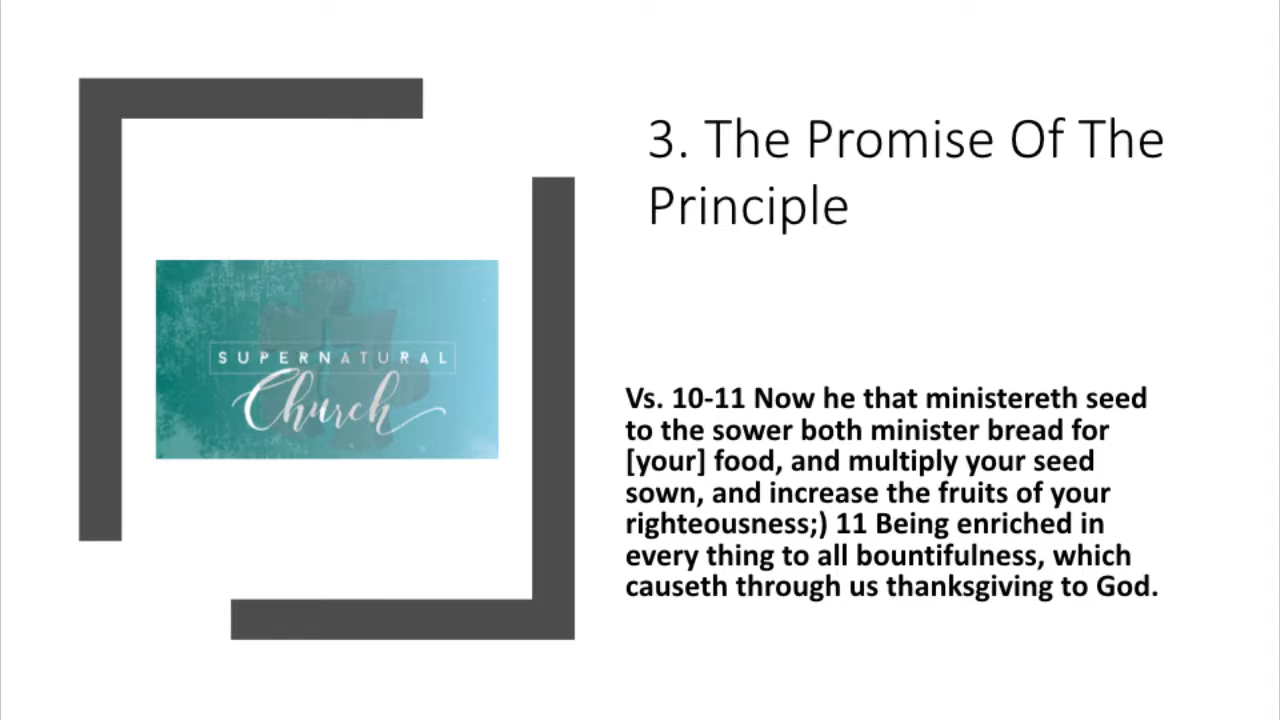 3. The Promise Of The
Principle
SUPERNATURAL
Church
Vs. 10-11 Now he that ministereth seed
to the sower both minister bread for
[your] food, and multiply your seed
sown, and increase the fruits of your
righteousness;) 11 Being enriched in
every thing to all bountifulness, which
causeth through us thanksgiving to God.